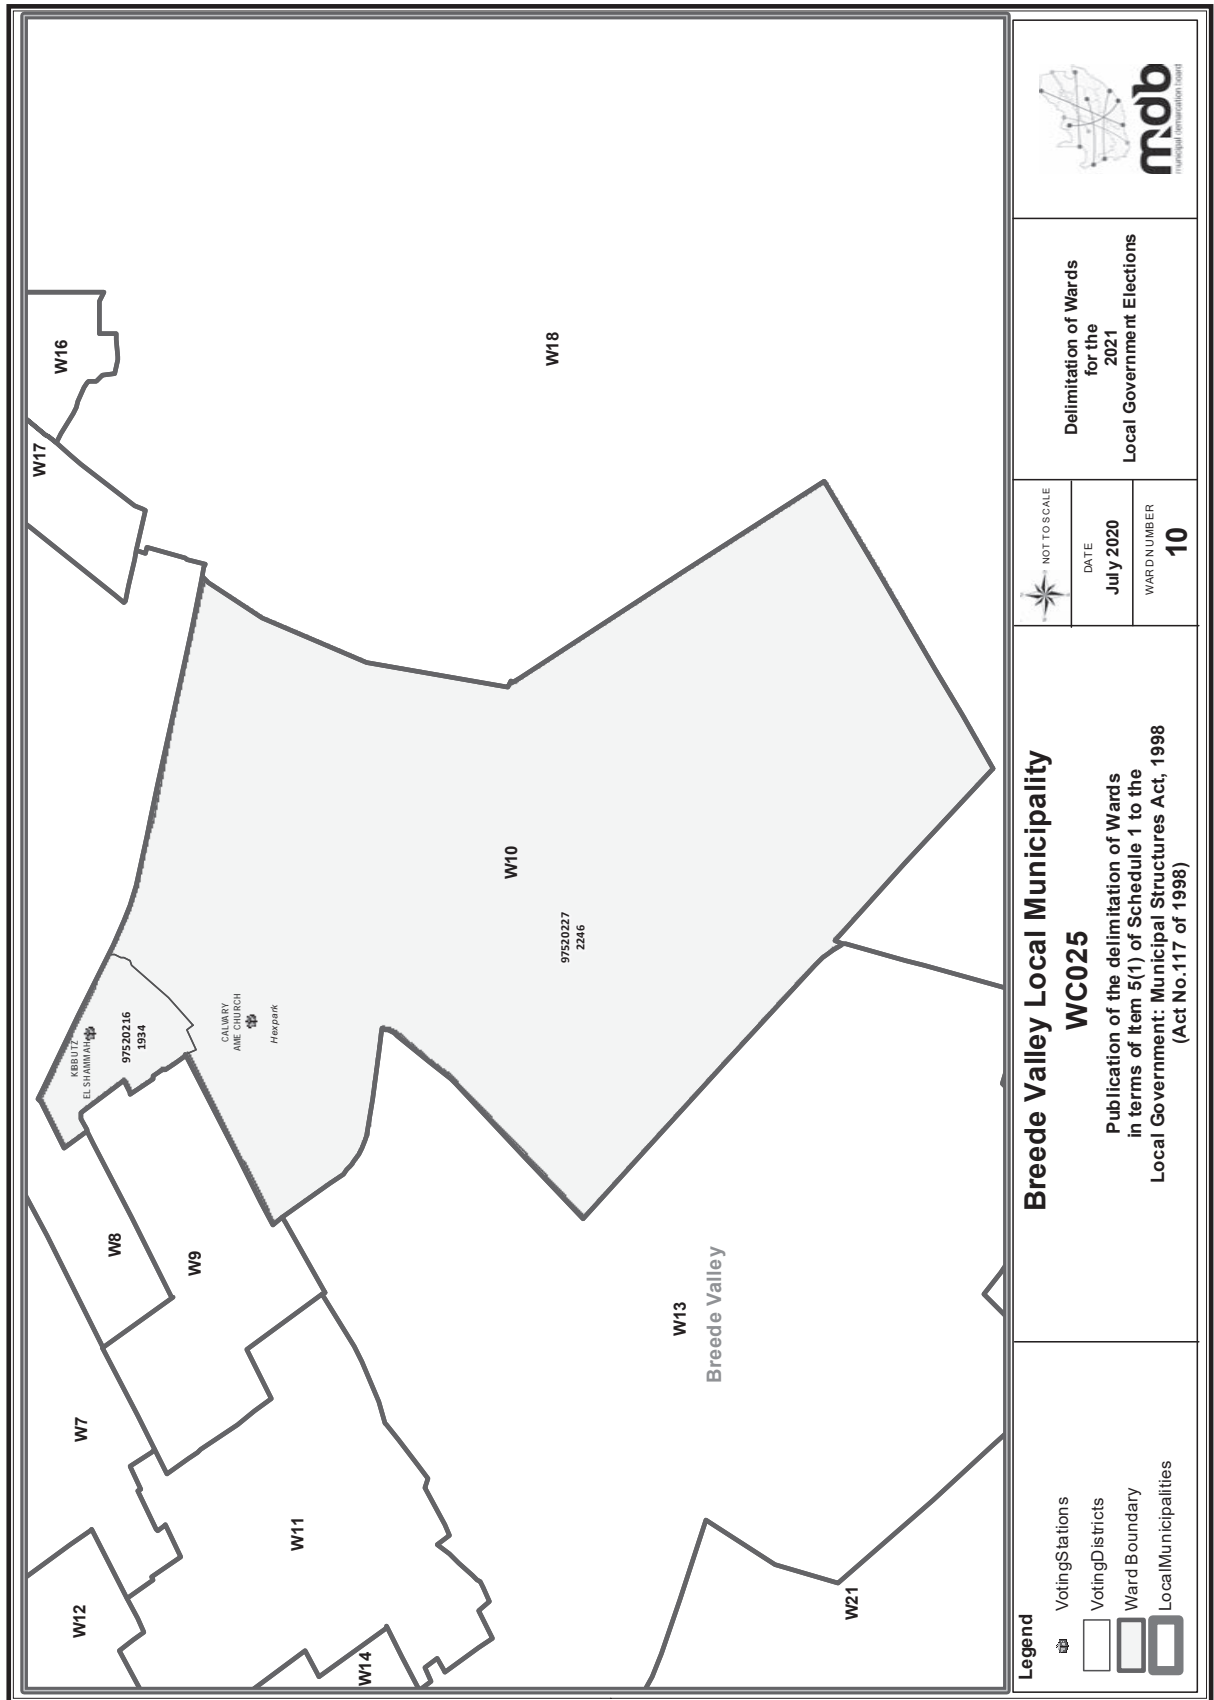 W12
W14
W7
W11
W8
W9
W21
W13
Breede Valley
KIBBUTZ
EL SHAMMAH
97520216
1934
CALVARY
AME CHURCH
Hexpark
97520227
2246
W10
W17
W16
W18
Legend
VotingStations
VotingDistricts
Ward Boundary
LocalMunicipalities
Breede Valley Local Municipality
WC025
Publication of the delimitation of Wards
in terms of Item 5(1) of Schedule 1 to the
Local Government: Municipal Structures Act, 1998
(Act No.117 of 1998)
NOT TO SCALE
DATE
July 2020
WARD NUMBER
10
Delimitation of Wards
for the
2021
Local Government Elections
mdb
municipal demarcation board